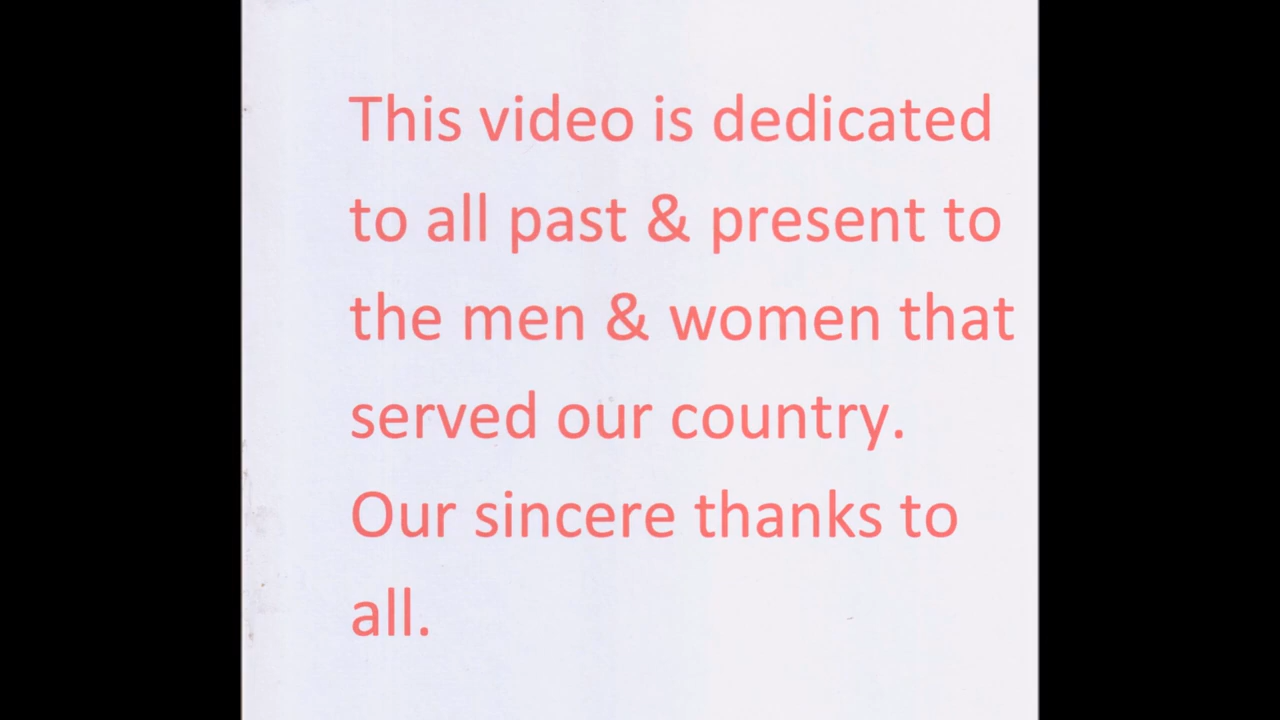 This video is dedicated
to all past & present to
the men & women that
served our country.
Our sincere thanks to
all.